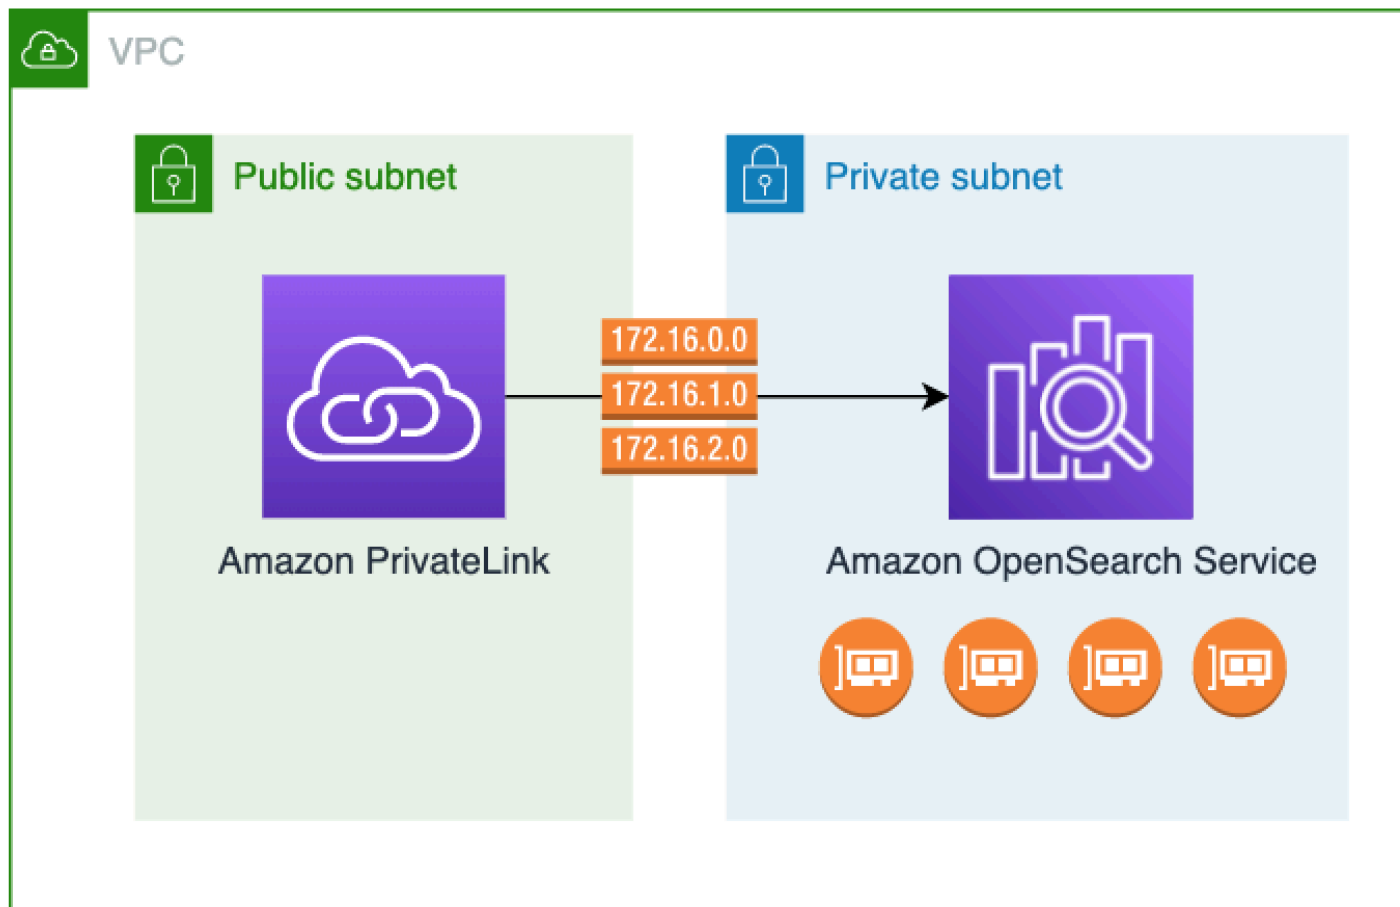 VPC
Public subnet
Private subnet
172.16.0.0
172.16.1.0
172.16.2.0
Amazon PrivateLink
Amazon OpenSearch Service